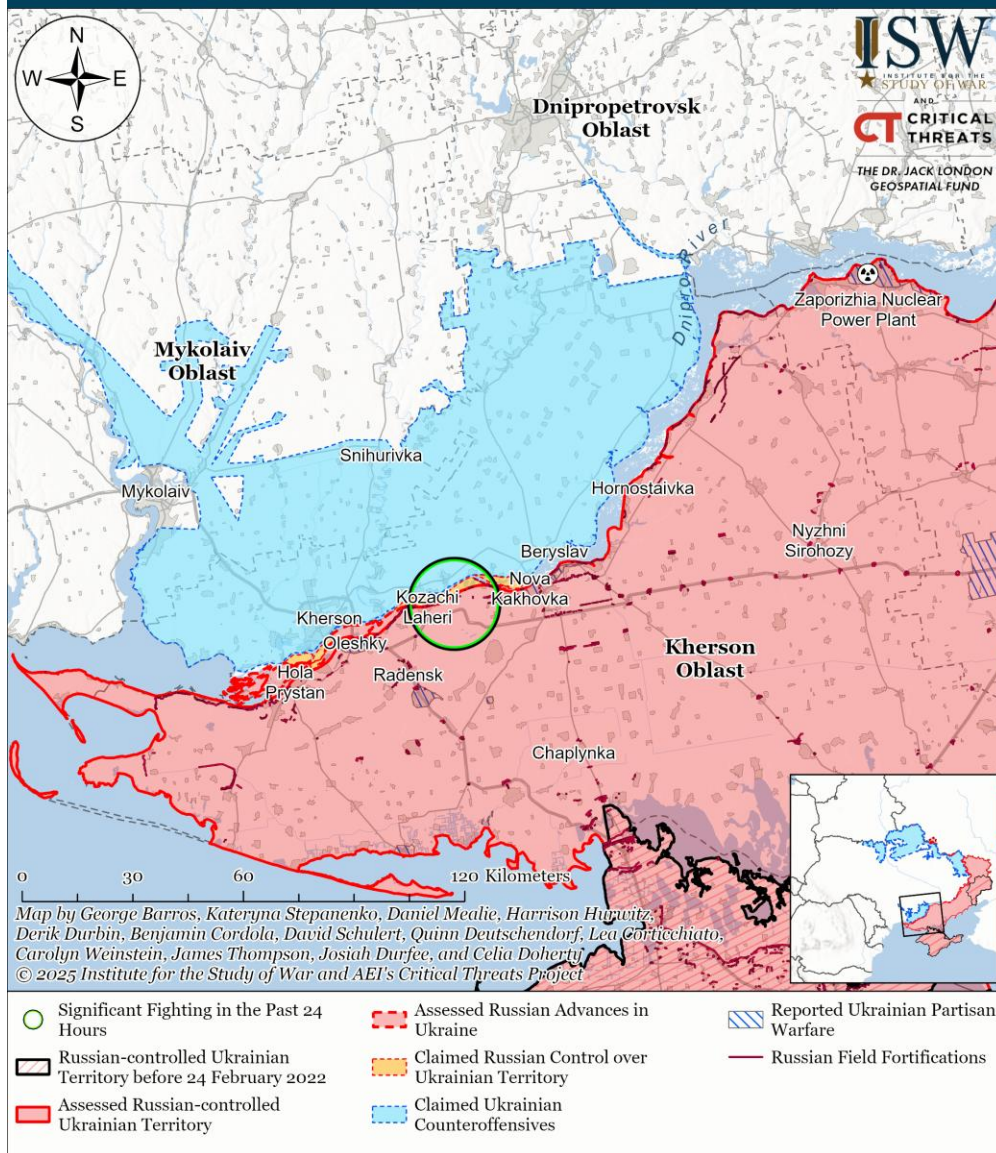 N
W
E
S
ISW
INSTITUTE FOR THE
STUDY OF WAR
AND
CT CRITICAL
THREATS
THE DR. JACK LONDON
GEOSPATIAL FUND
Dnipropetrovsk
Oblast
Dnipro River
Zaporizhia Nuclear
Power Plant
Mykolaiv
Oblast
Dnipro River
Snihurivka
Mykolaiv
Hornostaivka
Nyzhni
Sirohozy
Beryslav
Nova
Kakhovka
Kozachi
Laheri
Kherson
Oleshky
Kherson
Oblast
Hola
Prystan
Radensk
Chaplynka
0 30 60 120 Kilometers
Map by George Barros, Kateryna Stepanenko, Daniel Mealie, Harrison Hurwitz,
Derik Durbin, Benjamin Cordola, David Schulert, Quinn Deutschendorf, Lea Corticchiato,
Carolyn Weinstein, James Thompson, Josiah Durfee, and Celia Doherty
© 2025 Institute for the Study of War and AEI's Critical Threats Project
Significant Fighting in the Past 24
Hours
Russian-controlled Ukrainian
Territory before 24 February 2022
Assessed Russian-controlled
Ukrainian Territory
Assessed Russian Advances in
Ukraine
Claimed Russian Control over
Ukrainian Territory
Claimed Ukrainian
Counteroffensives
Reported Ukrainian Partisan
Warfare
Russian Field Fortifications